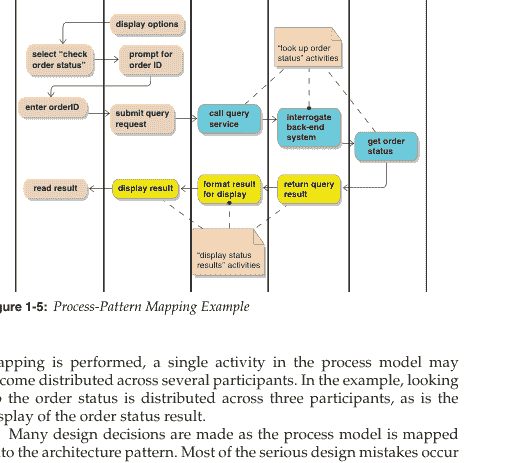 display options
select "check
order status"
prompt for
order ID
"look up order
status" activities
enter orderID
submit query
request
call query
service
interrogate
back-end
system
get order
status
read result
display result
format result
for display
return query
result
"display status
results" activities
gure 1-5: Process-Pattern Mapping Example
apping is performed, a single activity in the process model may
come distributed across several participants. In the example, looking
the order status is distributed across three participants, as is the
splay of the order status result.
Many design decisions are made as the process model is mapped
to the architecture pattern. Most of the serious design mistakes occur